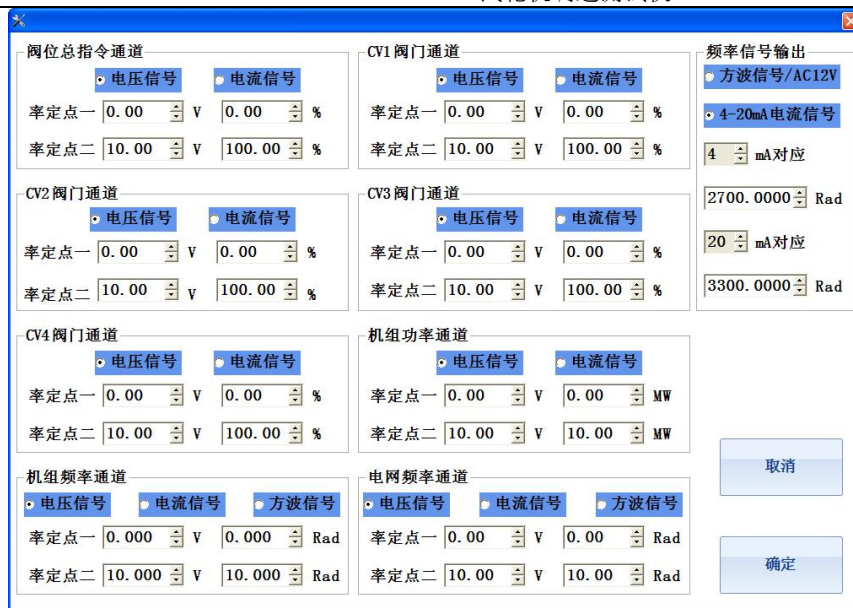 阀位总指令通道
电压信号 电流信号
率定点一 0.00 V 0.00 %
率定点二 10.00 V 100.00 %
CV1阀门通道
电压信号 电流信号
率定点一 0.00 V 0.00 %
率定点二 10.00 V 100.00 %
频率信号输出
方波信号/AC12V
4-20mA电流信号
4 mA对应
2700.0000 Rad
20 mA对应
3300.0000 Rad
CV2阀门通道
电压信号 电流信号
率定点一 0.00 V 0.00 %
率定点二 10.00 V 100.00 %
CV3阀门通道
电压信号 电流信号
率定点一 0.00 V 0.00 %
率定点二 10.00 V 100.00 %
CV4阀门通道
电压信号 电流信号
率定点一 0.00 V 0.00 %
率定点二 10.00 V 100.00 %
机组功率通道
电压信号 电流信号
率定点一 0.00 V 0.00 MW
率定点二 10.00 V 10.00 MW
机组频率通道
电压信号 电流信号 方波信号
率定点一 0.000 V 0.000 Rad
率定点二 10.000 V 10.000 Rad
电网频率通道
电压信号 电流信号 方波信号
率定点一 0.00 V 0.00 Rad
率定点二 10.00 V 10.00 Rad
取消
确定